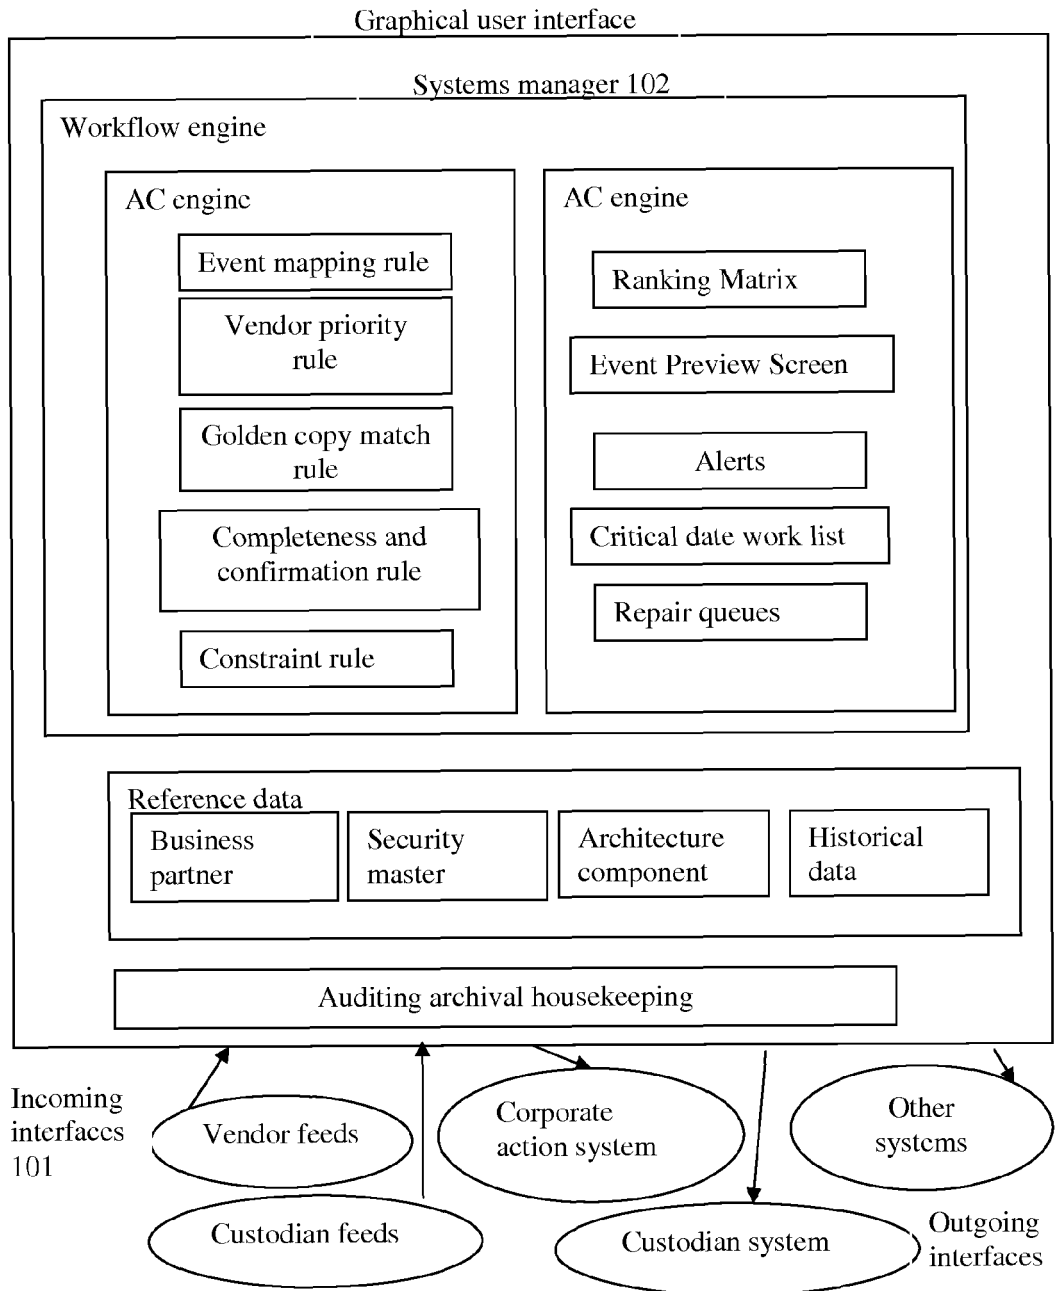 Graphical user interface
Systems manager 102
Workflow engine
AC engine
Event mapping rule
Vendor priority
rule
Golden copy match
rule
Completeness and
confirmation rule
Constraint rule
AC engine
Ranking Matrix
Event Preview Screen
Alerts
Critical date work list
Repair queues
Reference data
Business
partner
Security
master
Architecture
component
Historical
data
Auditing archival housekeeping
Incoming
interfaces
101
Vendor feeds
Custodian feeds
Corporate
action system
Custodian system
Other
systems
Outgoing
interfaces